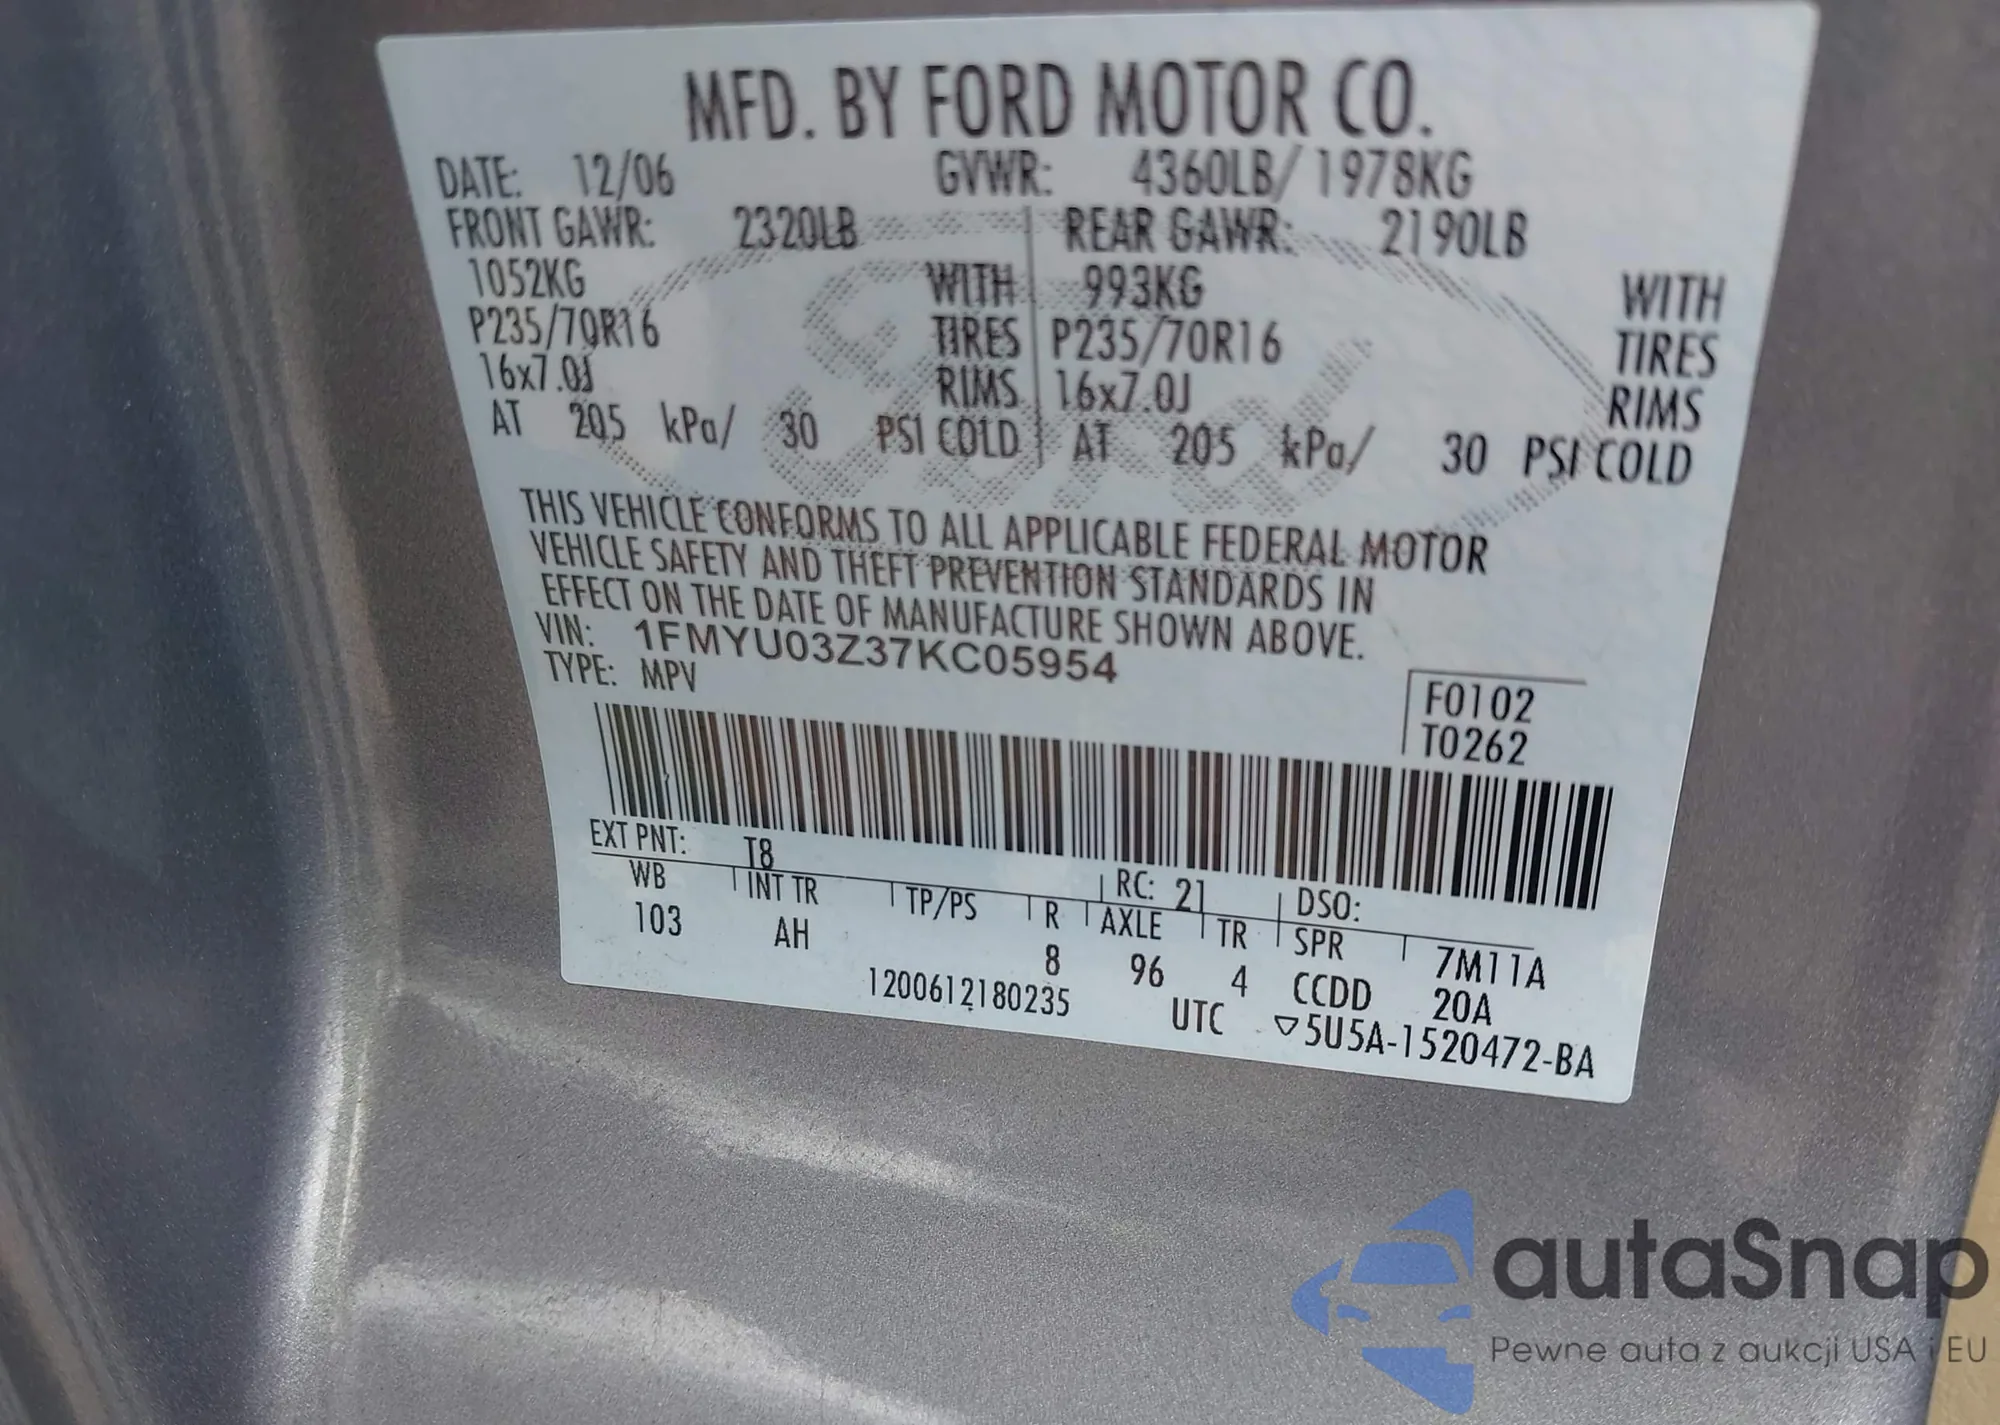 MFD. BY FORD MOTOR CO.
DATE: 12/06 GVWR: 4360LB/ 1978KG
FRONT GAWR: 2320LB REAR GAWR: 2190LB
1052KG WITH 993KG WITH
P235/70R16 TIRES P235/70R16 TIRES
16x7.0J RIMS 16x7.0J RIMS
AT 205 kPa/ 30 PSI COLD AT 205 kPa/ 30 PSI COLD
THIS VEHICLE CONFORMS TO ALL APPLICABLE FEDERAL MOTOR
VEHICLE SAFETY AND THEFT PREVENTION STANDARDS IN
EFFECT ON THE DATE OF MANUFACTURE SHOWN ABOVE.
VIN: 1FMYU03Z37KC05954
TYPE: MPV
F0102
T0262
EXT PNT: T8 RC: 21 DSO:
WB INT TR TP/PS R AXLE TR SPR 7M11A
103 AH 8 96 4 CCDD 20A
1200612180235 UTC ▽5U5A-1520472-BA
Ford
autaSnap
Pewne auta z aukcji USA i EU